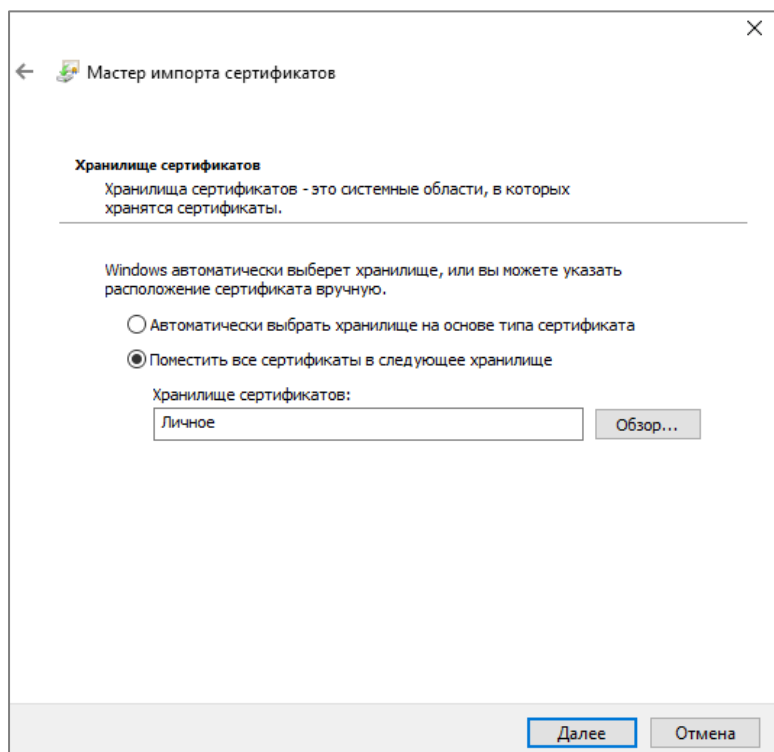 Мастер импорта сертификатов
Хранилище сертификатов
Хранилища сертификатов - это системные области, в которых
хранятся сертификаты.
Windows автоматически выберет хранилище, или вы можете указать
расположение сертификата вручную.
Автоматически выбрать хранилище на основе типа сертификата
Поместить все сертификаты в следующее хранилище
Хранилище сертификатов:
Личное
Обзор...
Далее
Отмена